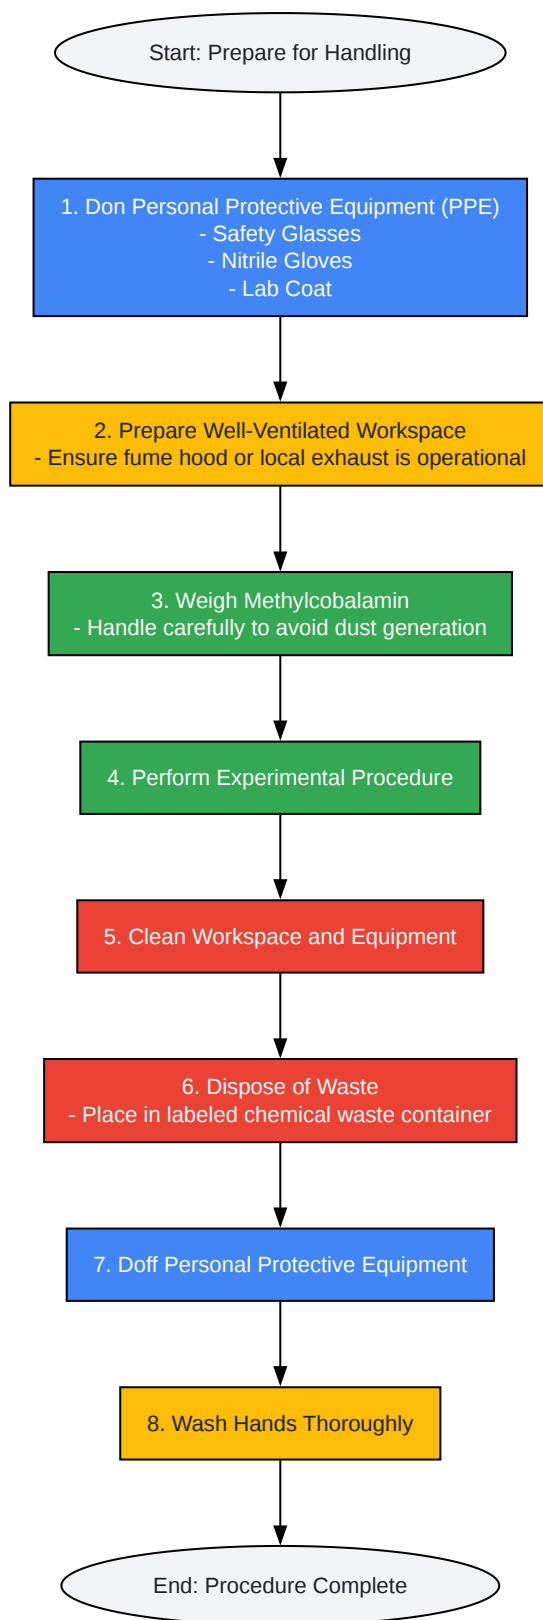 Start: Prepare for Handling
1. Don Personal Protective Equipment (PPE)
- Safety Glasses
- Nitrile Gloves
- Lab Coat
2. Prepare Well-Ventilated Workspace
- Ensure fume hood or local exhaust is operational
3. Weigh Methylcobalamin
- Handle carefully to avoid dust generation
4. Perform Experimental Procedure
5. Clean Workspace and Equipment
6. Dispose of Waste
- Place in labeled chemical waste container
7. Doff Personal Protective Equipment
8. Wash Hands Thoroughly
End: Procedure Complete